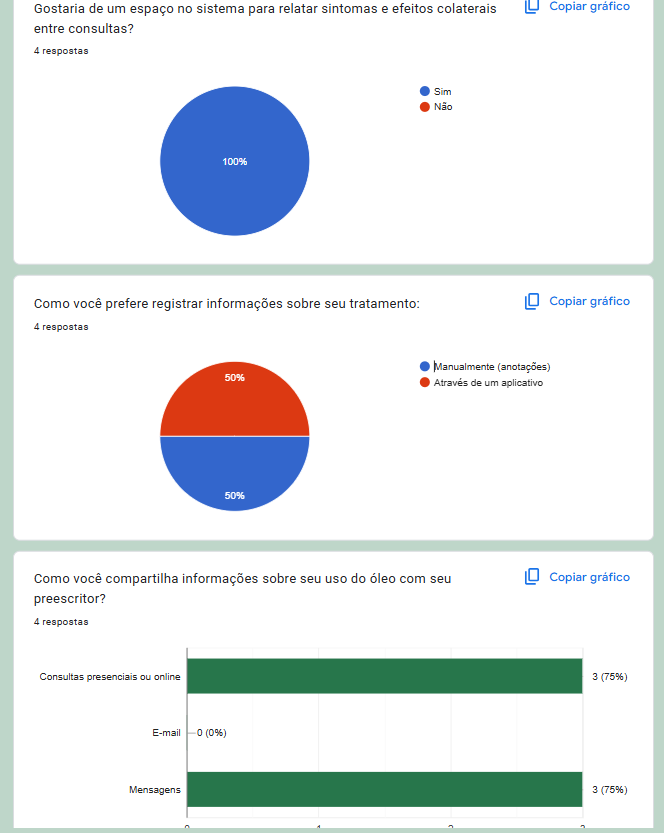 Gostaria de um espaço no sistema para relatar sintomas e efeitos colaterais
entre consultas?
Copiar gráfico
4 respostas
Sim
Não
100%
Como você prefere registrar informações sobre seu tratamento:
Copiar gráfico
4 respostas
Manualmente (anotações)
Através de um aplicativo
50%
50%
Como você compartilha informações sobre seu uso do óleo com seu
preescritor?
Copiar gráfico
4 respostas
Consultas presenciais ou online
3 (75%)
E-mail
0 (0%)
Mensagens
3 (75%)